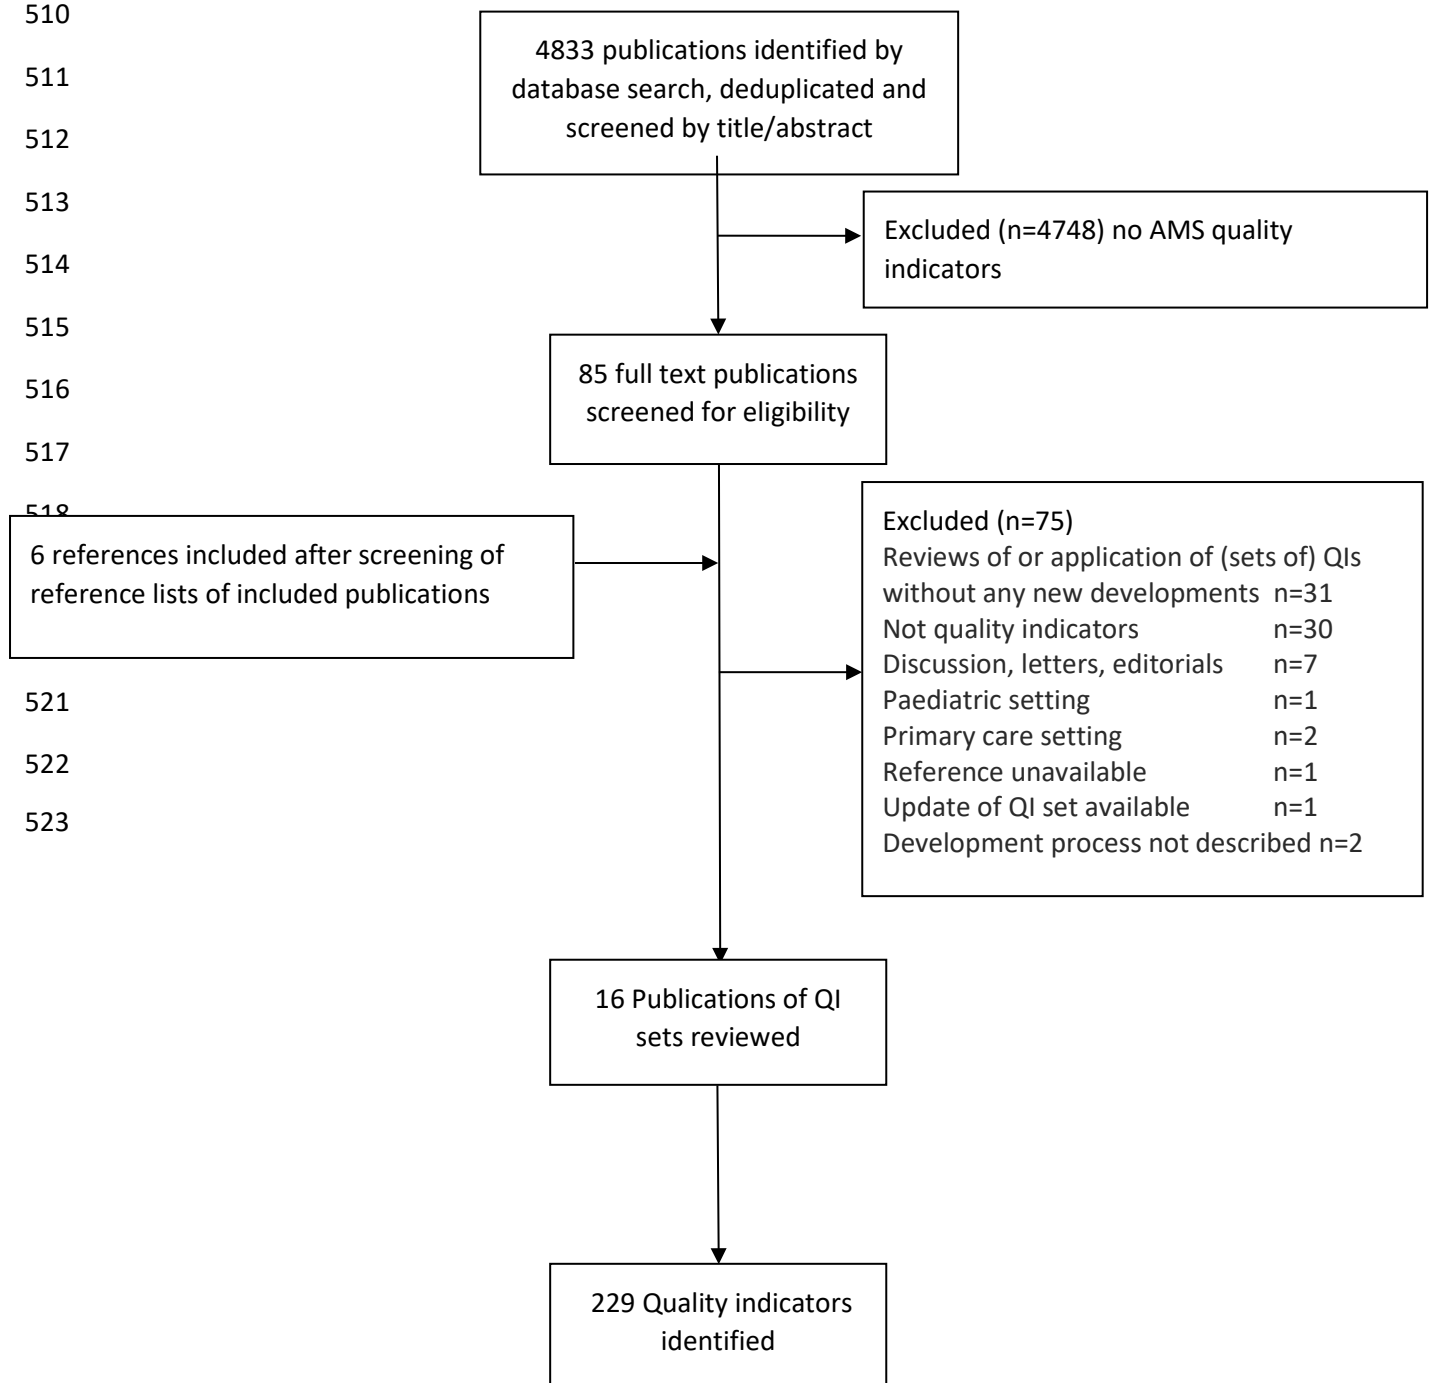 510
4833 publications identified by
database search, deduplicated and
screened by title/abstract
511
512
513
Excluded (n=4748) no AMS quality
indicators
514
515
85 full text publications
screened for eligibility
516
517
518
6 references included after screening of
reference lists of included publications
Excluded (n=75)
Reviews of or application of (sets of) QIs
without any new developments n=31
Not quality indicators n=30
Discussion, letters, editorials n=7
Paediatric setting n=1
Primary care setting n=2
Reference unavailable n=1
Update of QI set available n=1
Development process not described n=2
521
522
523
16 Publications of QI
sets reviewed
229 Quality indicators
identified